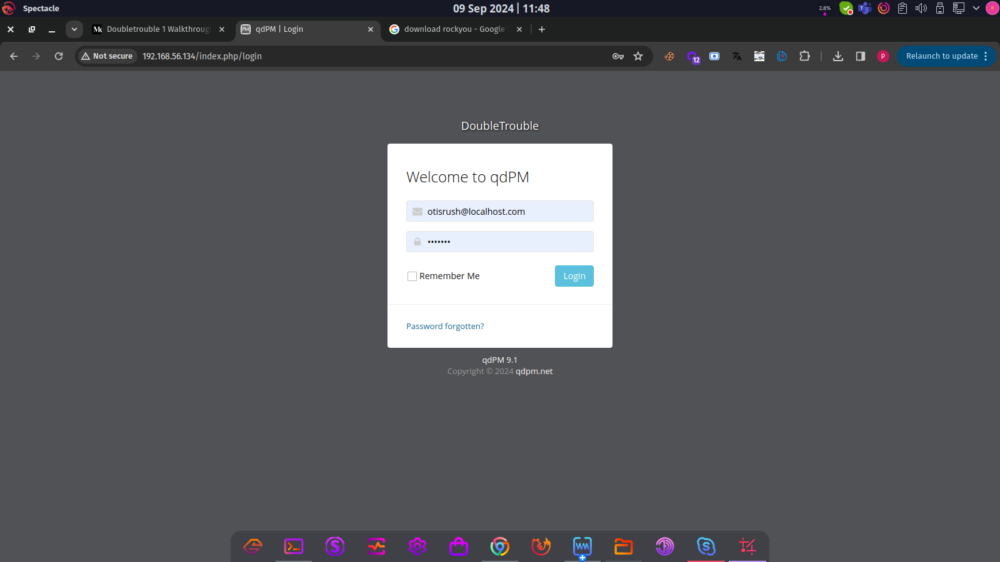 Spectacle
09 Sep 2024 | 11:48
2.8%
Doubletrouble 1 Walkthroug
PM
qdPM | Login
download rockyou - Google
Not secure
192.168.56.134/index.php/login
12
p
Relaunch to update
DoubleTrouble
Welcome to qdPM
otisrush@localhost.com
•••••••
Remember Me
Login
Password forgotten?
qdPM 9.1
Copyright © 2024 qdpm.net